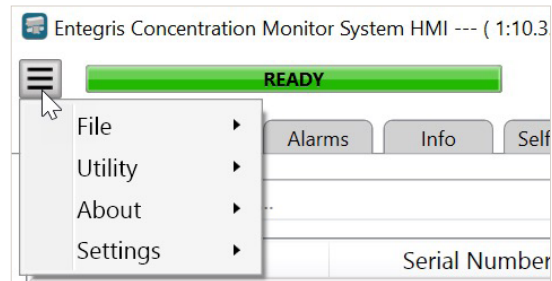 Entegris Concentration Monitor System HMI --- ( 1:10.3
READY
File
Alarms
Info
Self
Utility
About
..
Settings
Serial Number